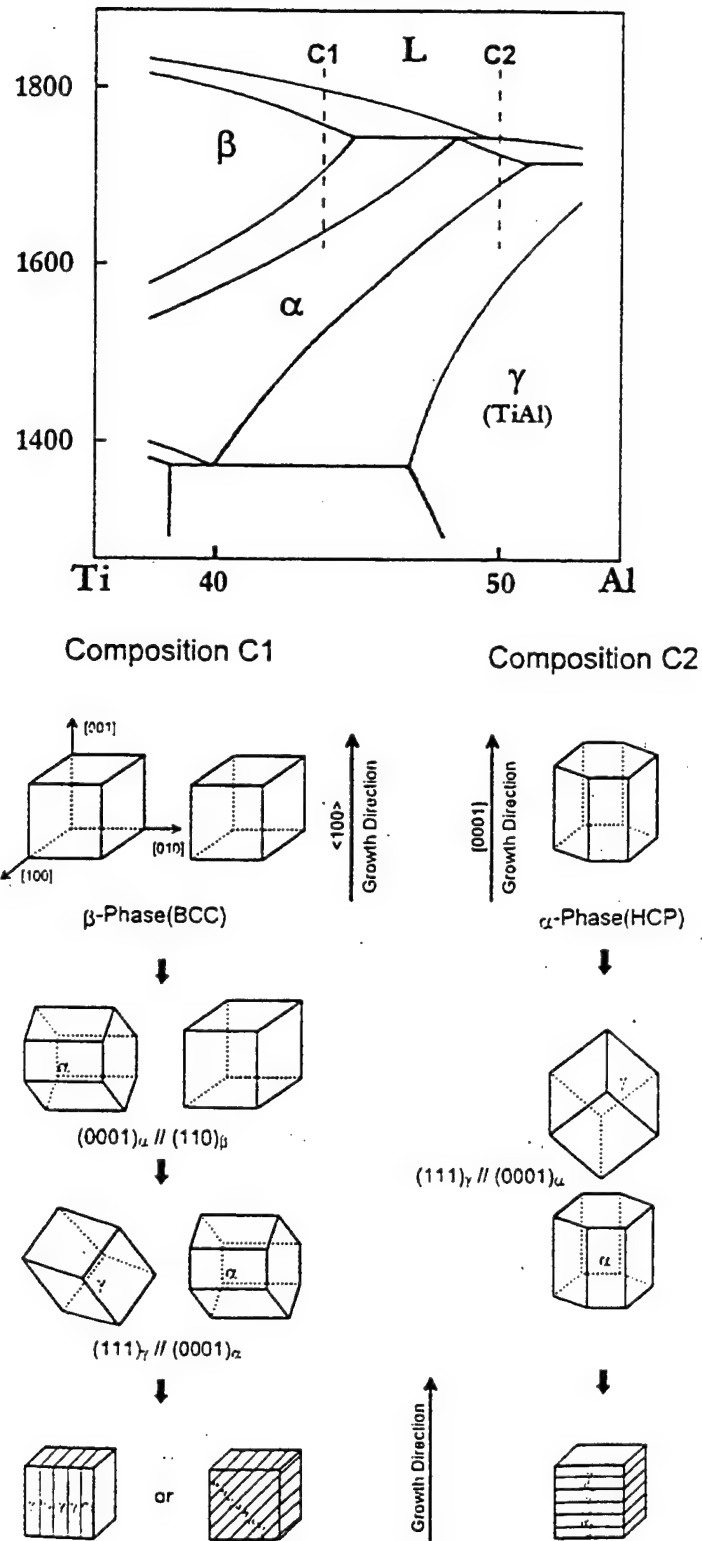 C1 L C2
1800
β
1600
α
γ
(TiAl)
1400
Ti 40 50 Al
Composition C1
Composition C2
[001]
[010]
[100]
<100>
Growth Direction
[0001]
Growth Direction
β-Phase(BCC)
α-Phase(HCP)
α
(0001)α // (110)β
γ
(111)γ // (0001)α
α
γ
α
(111)γ // (0001)α
or
Growth Direction